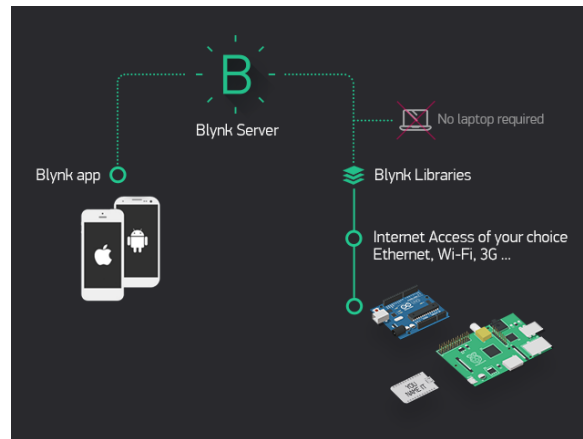 B
Blynk Server
No laptop required
Blynk app
Blynk Libraries
Internet Access of your choice
Ethernet, Wi-Fi, 3G ...
YOU
NAME IT